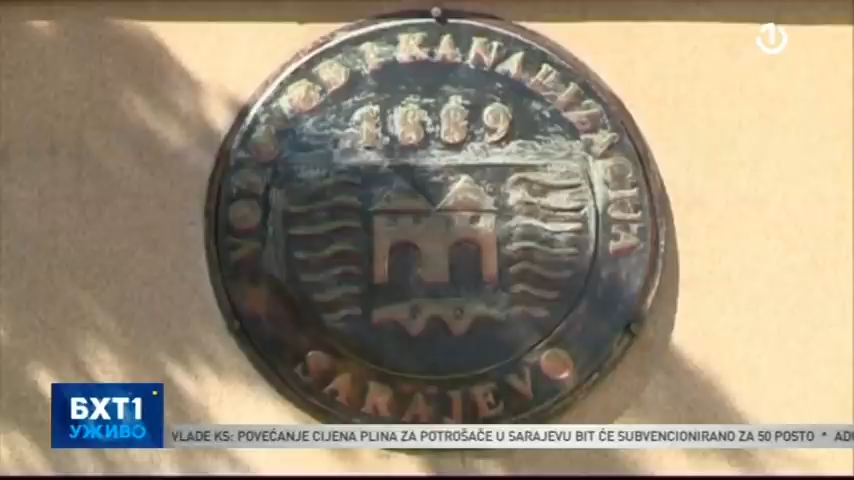 VODOVOD I KANALIZACIJA
1889
SARAJEVO
1
БХТ1
УЖИВО
VLADE KS: POVEĆANJE CIJENA PLINA ZA POTROŠAČE U SARAJEVU BIT ĆE SUBVENCIONIRANO ZA 50 POSTO *